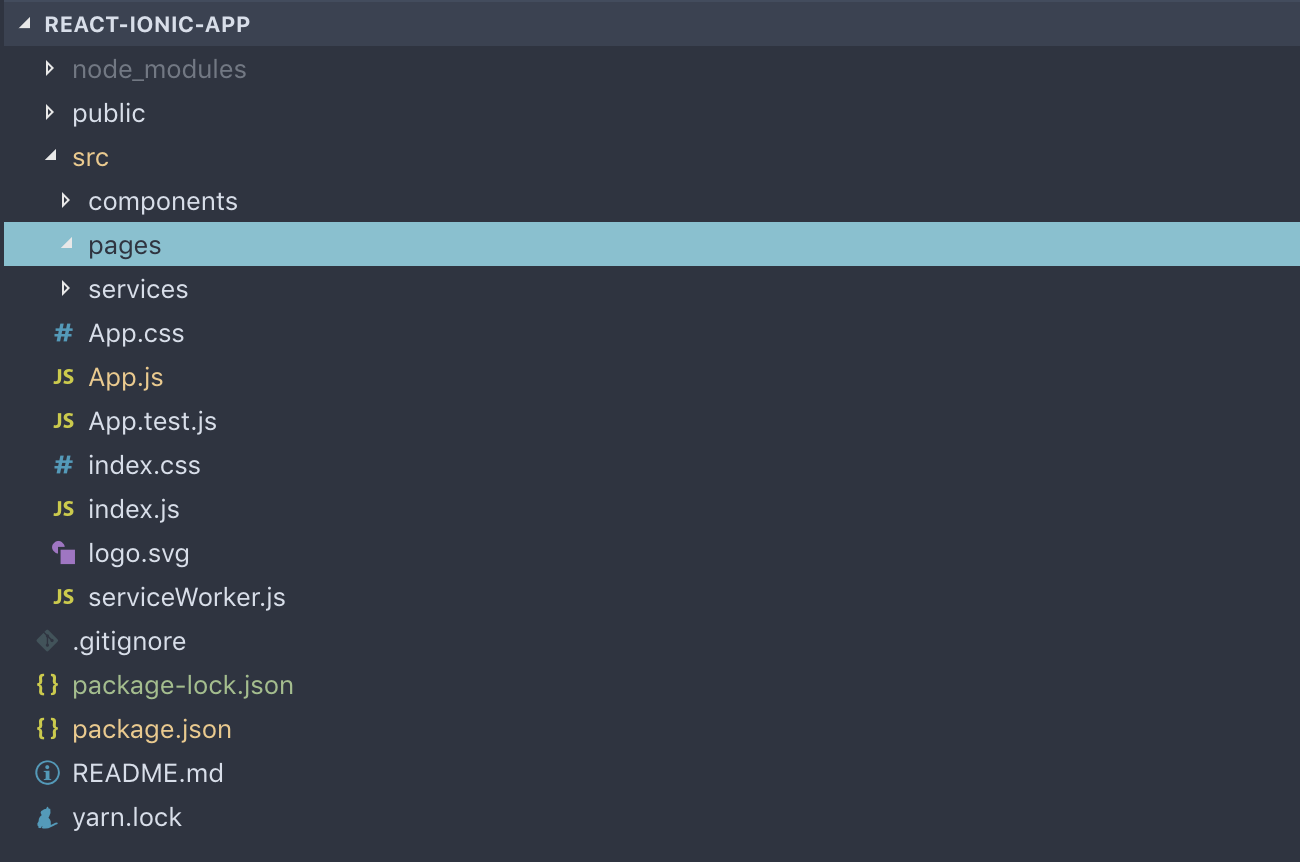 REACT-IONIC-APP
node_modules
public
src
components
pages
services
# App.css
JS App.js
JS App.test.js
# index.css
JS index.js
logo.svg
JS serviceWorker.js
.gitignore
{} package-lock.json
{} package.json
README.md
yarn.lock